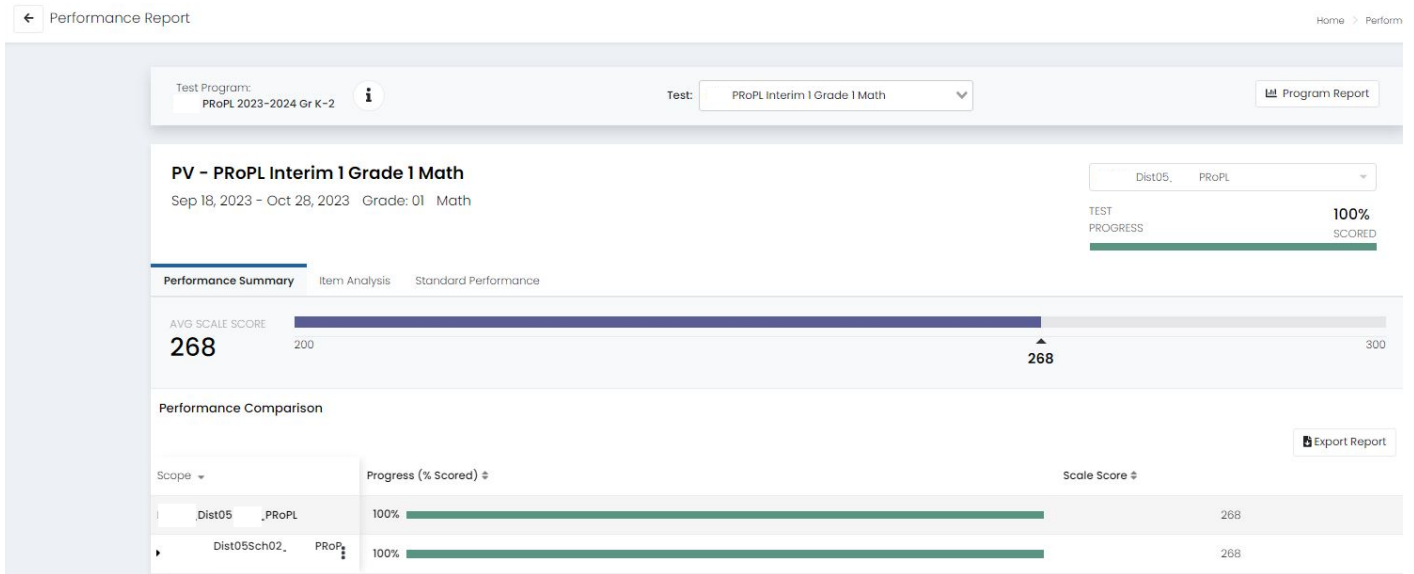 Performance Report
Home > Perform
Test Program:
PRoPL 2023-2024 Gr K-2
i
Test:
PRoPL Interim 1 Grade 1 Math
Program Report
PV - PRoPL Interim 1 Grade 1 Math
Sep 18, 2023 - Oct 28, 2023 Grade: 01 Math
Dist05_ PRoPL
TEST PROGRESS
100% SCORED
Performance Summary Item Analysis Standard Performance
AVG SCALE SCORE
268
200
268
300
Performance Comparison
Export Report
Scope Progress (% Scored) Scale Score
Dist05 _PRoPL 100% 268
Dist05Sch02_ PRoP 100% 268